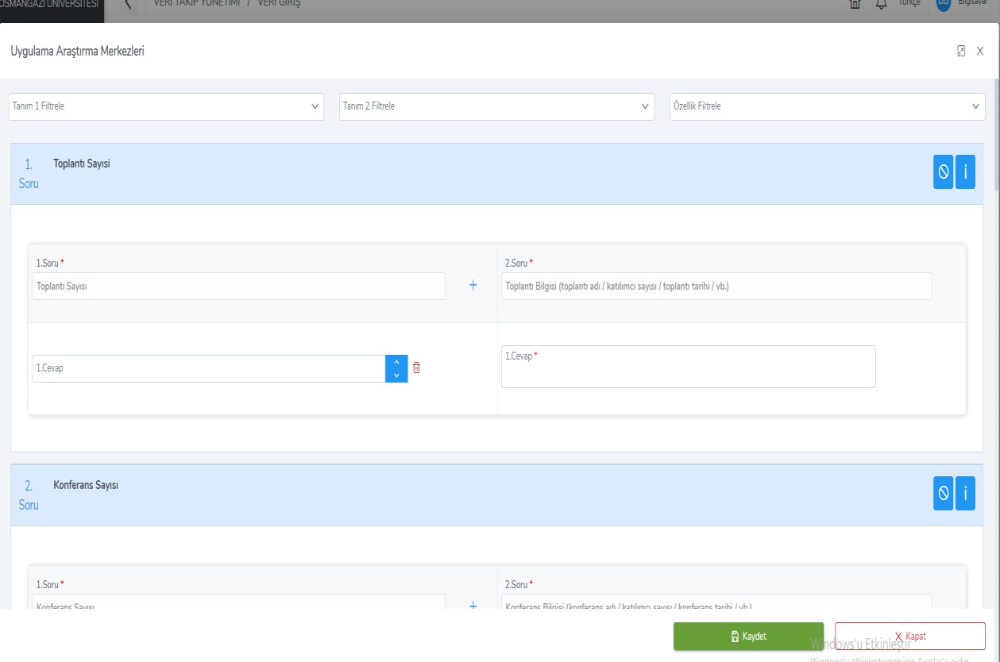 OSMANGAZİ ÜNİVERSİTESİ
VERİ TAKİP YÖNETİMİ / VERİ GİRİŞ
Türkçe
Bilgisayar
Uygulama Araştırma Merkezleri
X
Tanım 1 Filtrele
Tanım 2 Filtrele
Özellik Filtrele
1.
Soru
Toplantı Sayısı
i
1.Soru *
2.Soru *
Toplantı Sayısı
+
Toplantı Bilgisi (toplantı adı / katılımcı sayısı / toplantı tarihi / vb.)
1.Cevap
1.Cevap *
2.
Soru
Konferans Sayısı
i
1.Soru *
2.Soru *
Konferans Sayısı
+
Konferans Bilgisi (konferans adı / katılımcı sayısı / konferans tarihi / vb.)
Kaydet
X Kapat
Windows'u Etkinleştir
Windows'u etkinleştirmek için Ayarlar'a gidin.